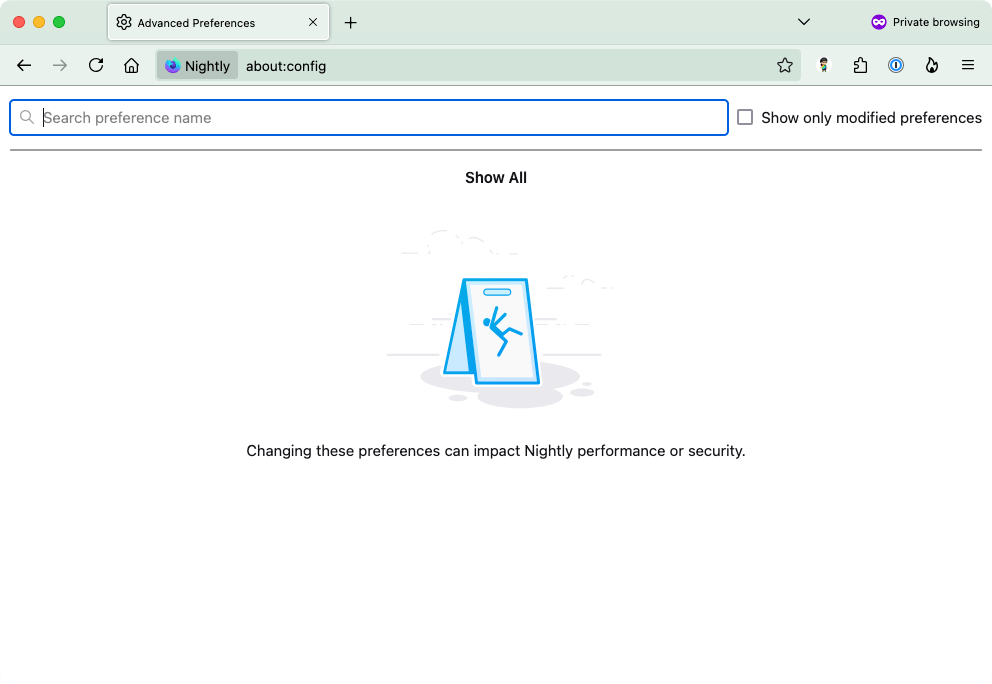 Advanced Preferences
Private browsing
Nightly
about:config
Search preference name
Show only modified preferences
Show All
Changing these preferences can impact Nightly performance or security.